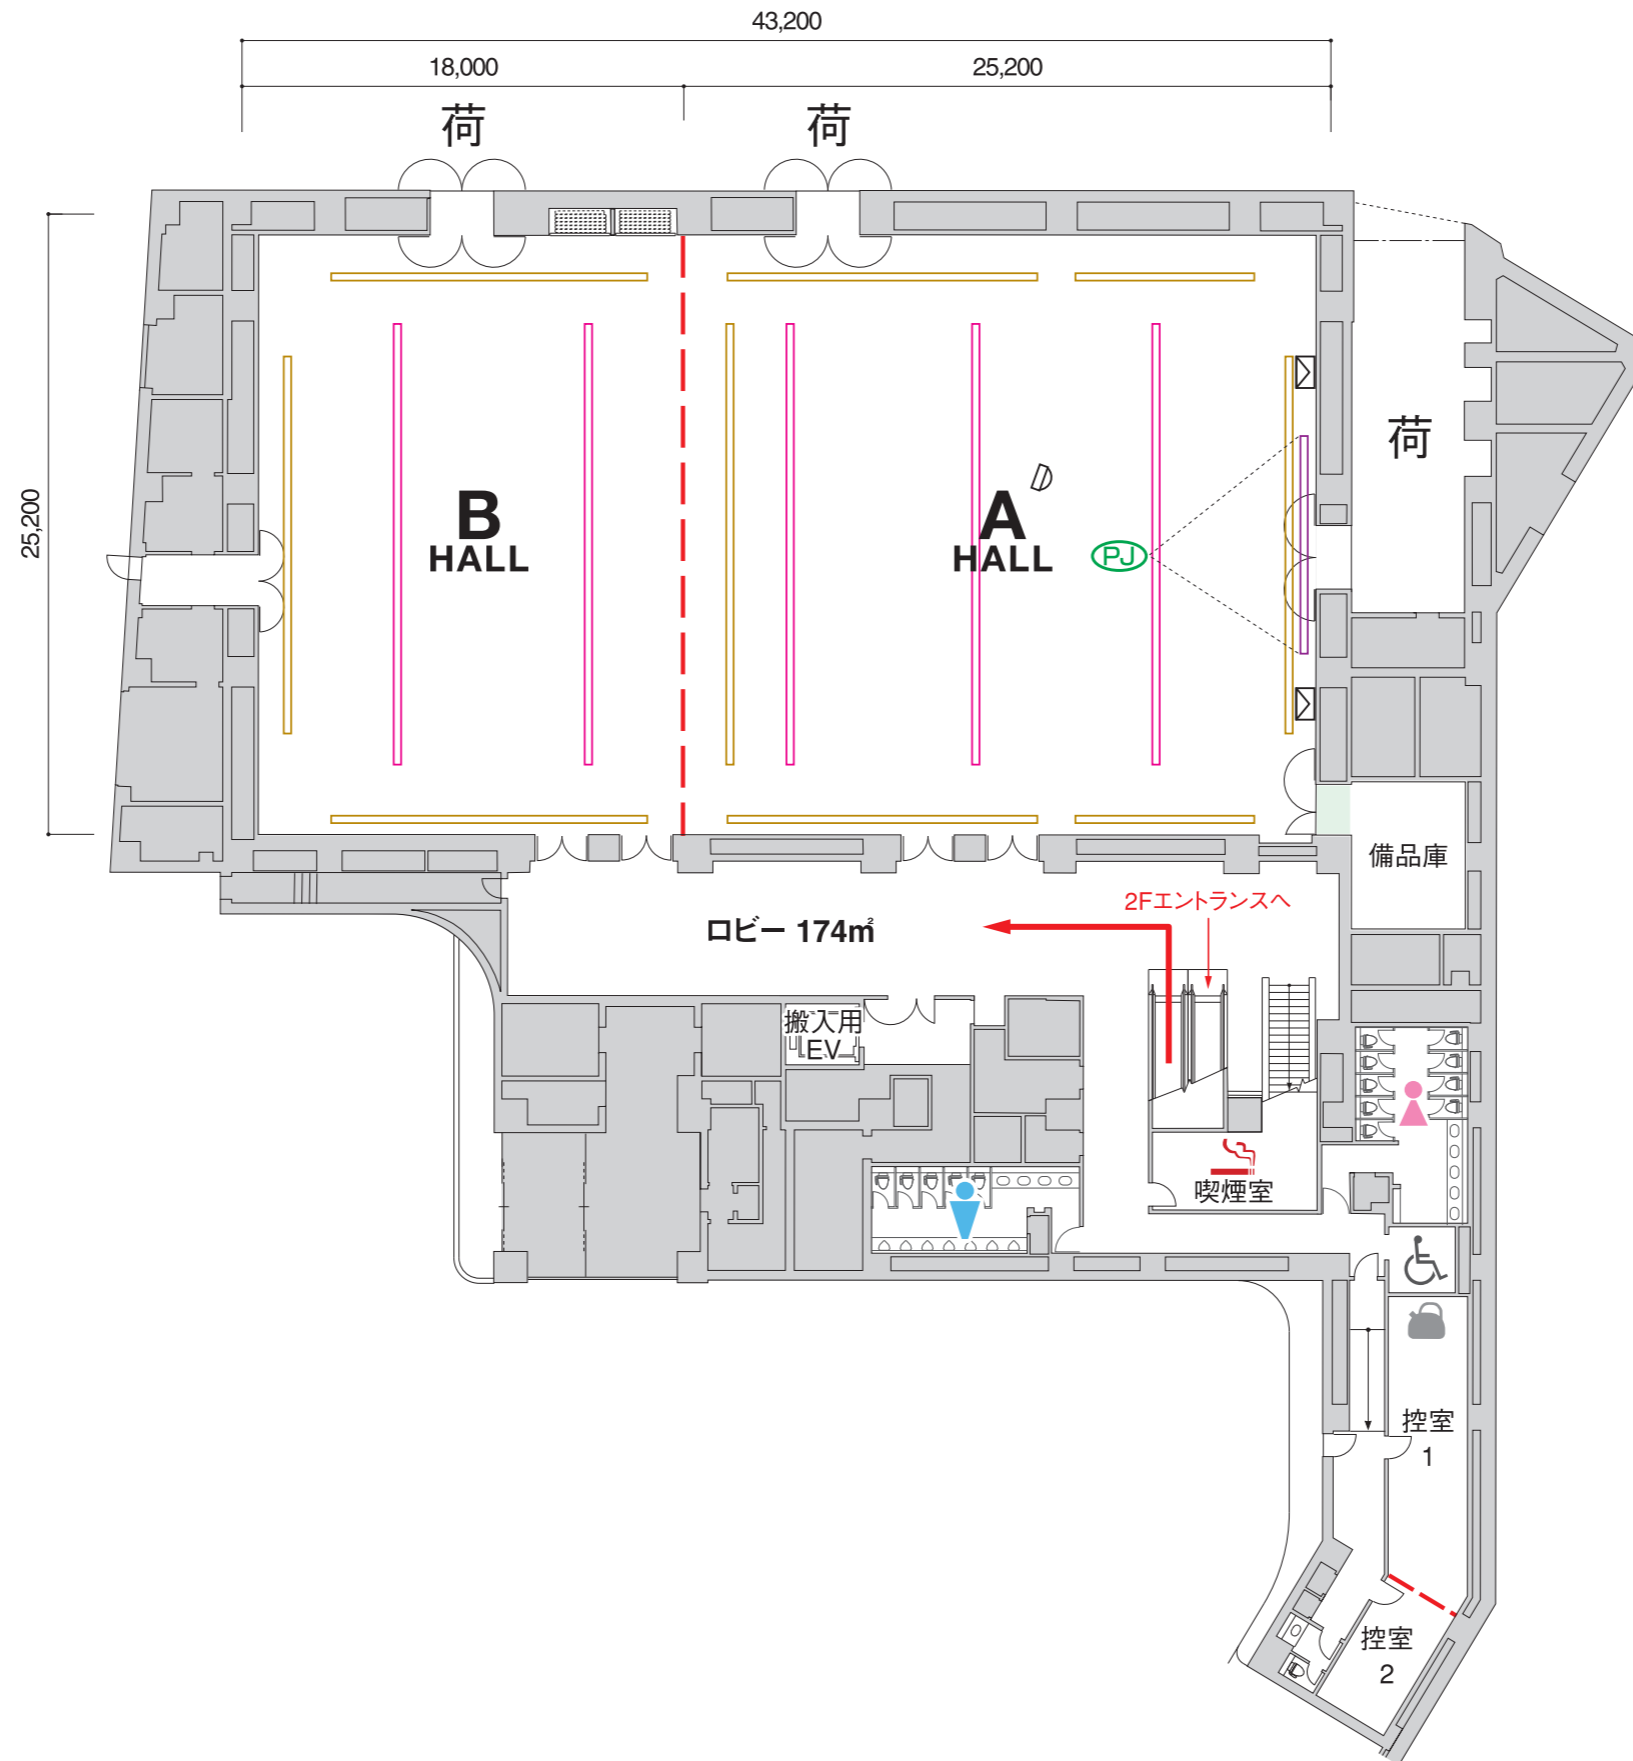 43,200
18,000
25,200
荷
荷
25,200
荷
B
HALL
A
HALL
PJ
備品庫
2Fエントランスへ
ロビー 174㎡
搬入用
EV
喫煙室
控室
1
控室
2